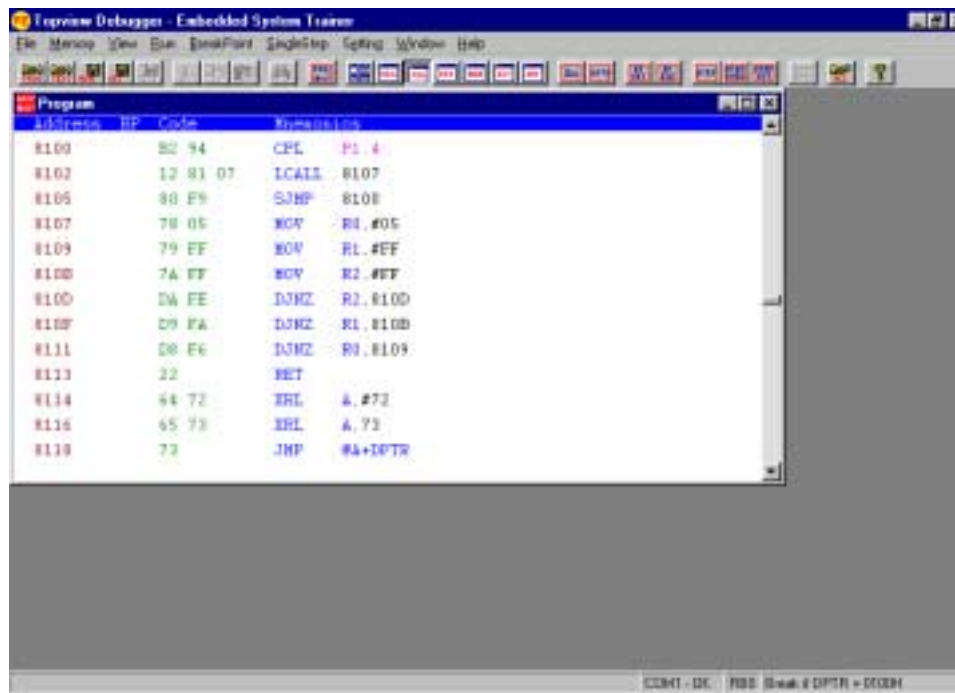 Topview Debugger - Embedded System Trainer
File Memory View Run BreakPoint SingleStep Setting Window Help
Program
Address BP Code Mnemonics
8100 B2 94 CPL P1.4
8102 12 81 07 LCALL 8107
8105 80 F9 SJMP 8100
8107 78 05 MOV R0,#05
8109 79 FF MOV R1,#FF
810B 7A FF MOV R2,#FF
810D DA FE DJNZ R2,810D
810F D9 FA DJNZ R1,810B
8111 D8 F6 DJNZ R0,8109
8113 22 RET
8114 64 72 XRL A,#72
8116 65 73 XRL A,73
8118 73 JMP @A+DPTR
COM1 - OK RB0 Break if DPTR =